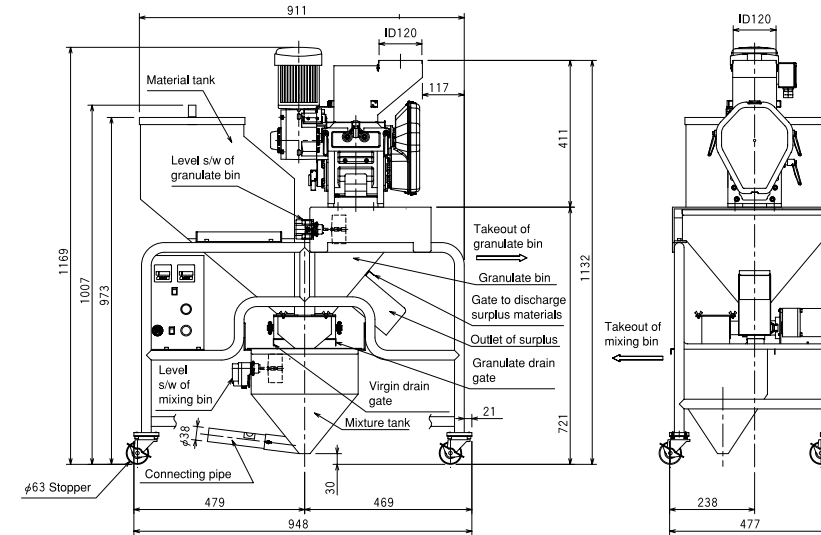 911
ID120
ID120
117
Material tank
Level s/w of
granulate bin
411
1169
1007
973
1132
Takeout of
granulate bin
Granulate bin
Gate to discharge
surplus materials
Outlet of surplus
Takeout of
mixing bin
Granulate drain
gate
Level
s/w of
mixing bin
Virgin drain
gate
Mixture tank
21
721
φ38
Connecting pipe
φ63 Stopper
30
479
469
948
238
477